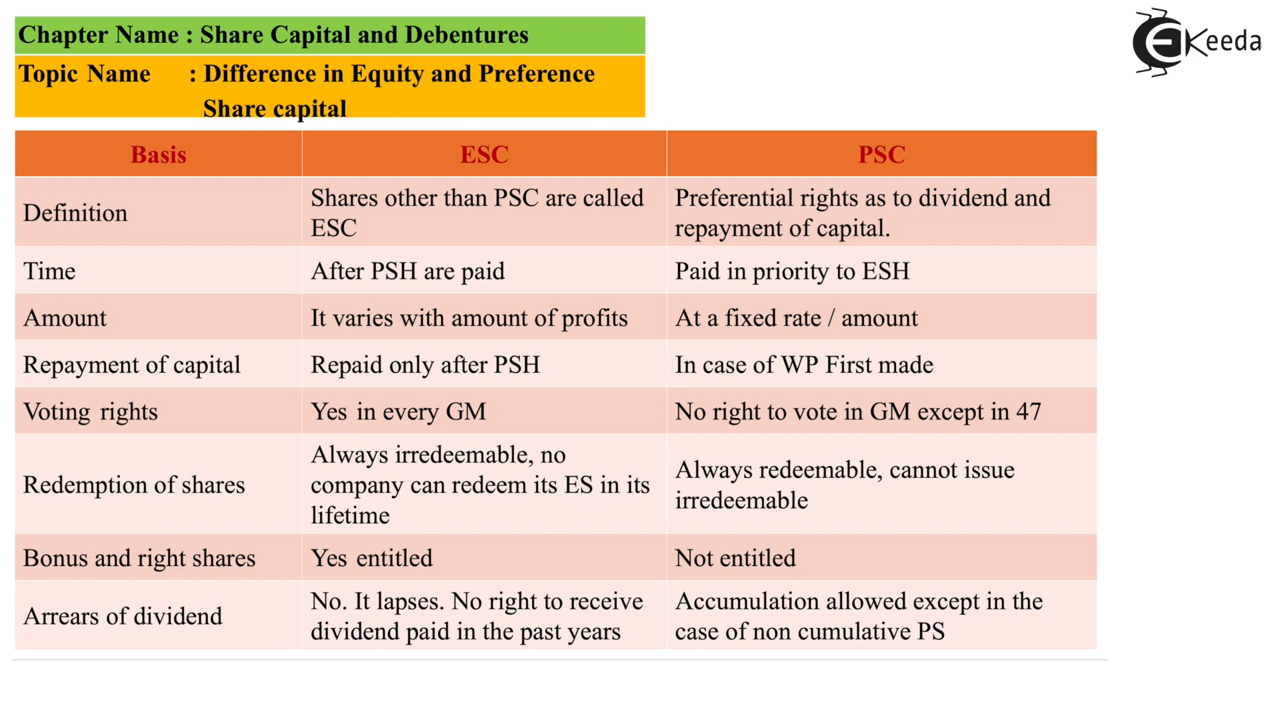 Chapter Name : Share Capital and Debentures
Topic Name : Difference in Equity and Preference
Share capital
EKeeda
Basis ESC PSC
Definition
Shares other than PSC are called
ESC
Preferential rights as to dividend and
repayment of capital.
Time After PSH are paid Paid in priority to ESH
Amount It varies with amount of profits At a fixed rate / amount
Repayment of capital Repaid only after PSH In case of WP First made
Voting rights Yes in every GM No right to vote in GM except in 47
Redemption of shares
Always irredeemable, no
company can redeem its ES in its
lifetime
Always redeemable, cannot issue
irredeemable
Bonus and right shares Yes entitled Not entitled
Arrears of dividend
No. It lapses. No right to receive
dividend paid in the past years
Accumulation allowed except in the
case of non cumulative PS